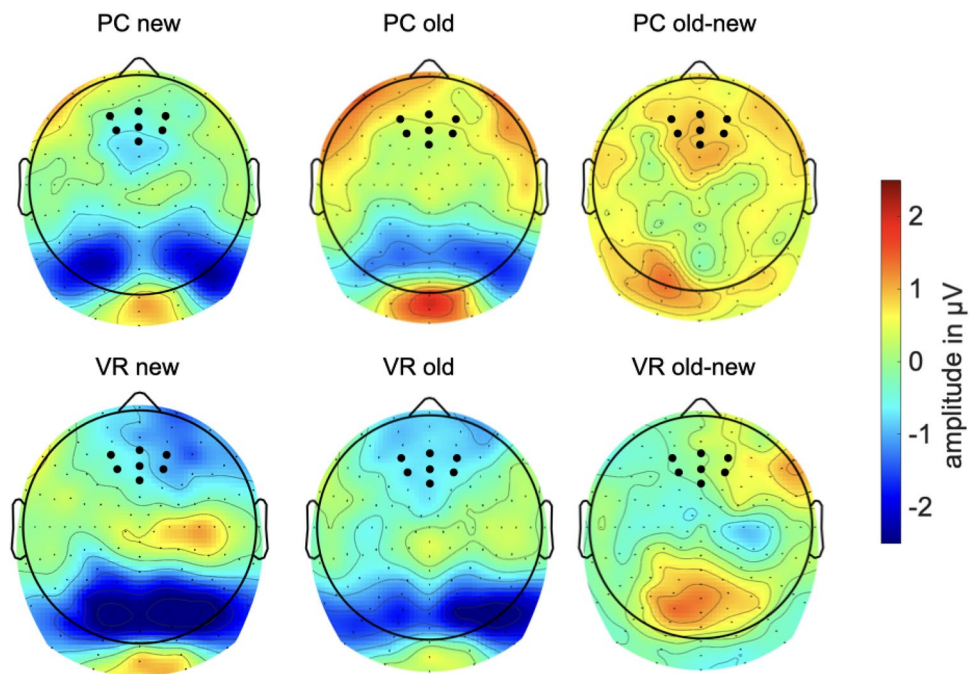 PC new
PC old
PC old-new
VR new
VR old
VR old-new
2
1
0
-1
-2
amplitude in µV